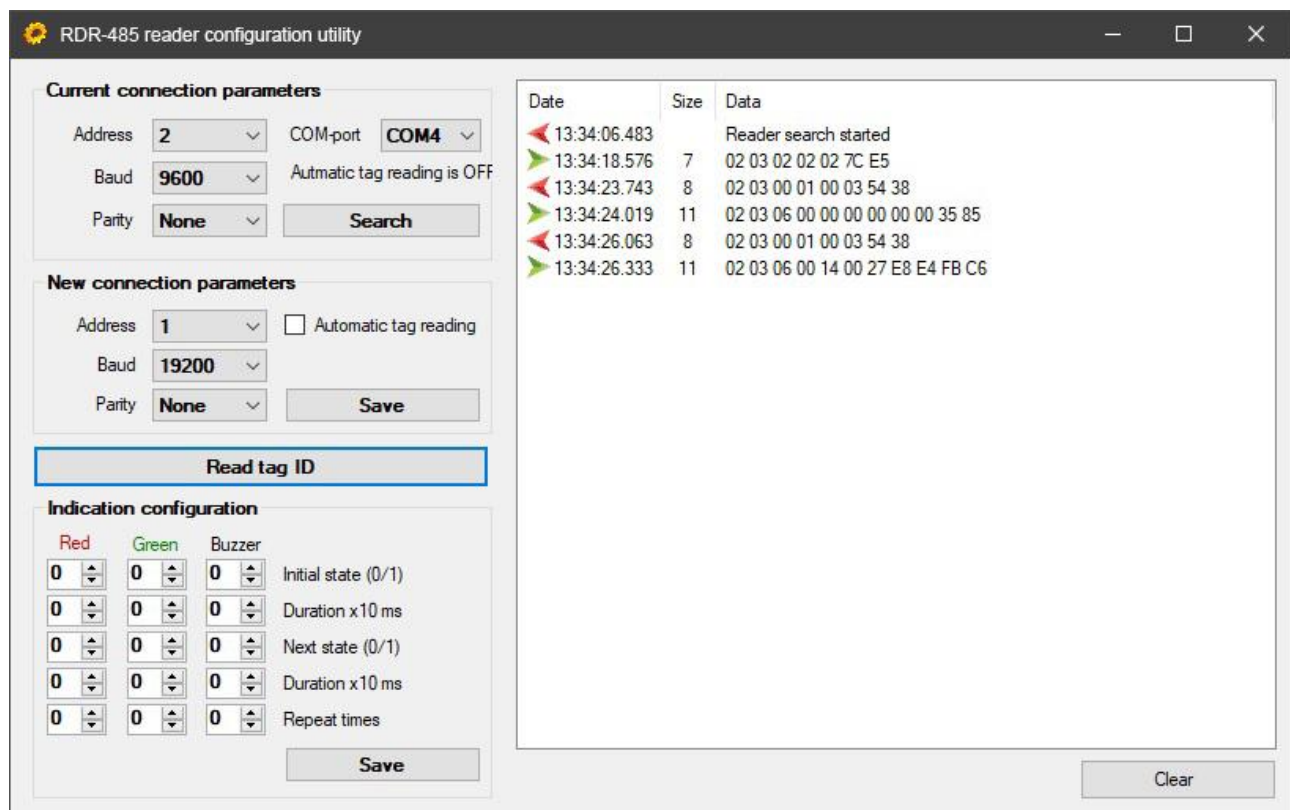 RDR-485 reader configuration utility
Current connection parameters
Address 2 COM-port COM4
Baud 9600 Autmatic tag reading is OFF
Parity None Search
New connection parameters
Address 1 Automatic tag reading
Baud 19200
Parity None Save
Read tag ID
Indication configuration
Red Green Buzzer
0 0 0 Initial state (0/1)
0 0 0 Duration x10 ms
0 0 0 Next state (0/1)
0 0 0 Duration x10 ms
0 0 0 Repeat times
Save
Date Size Data
13:34:06.483 Reader search started
13:34:18.576 7 02 03 02 02 02 7C E5
13:34:23.743 8 02 03 00 01 00 03 54 38
13:34:24.019 11 02 03 06 00 00 00 00 00 00 35 85
13:34:26.063 8 02 03 00 01 00 03 54 38
13:34:26.333 11 02 03 06 00 14 00 27 E8 E4 FB C6
Clear